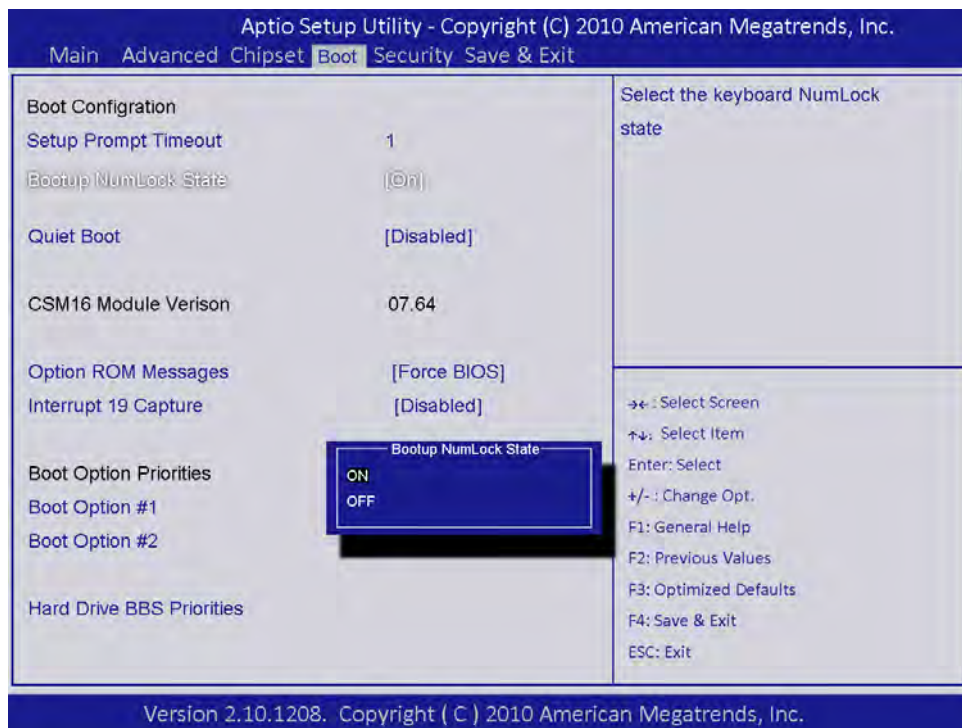 Aptio Setup Utility - Copyright (C) 2010 American Megatrends, Inc.
Main Advanced Chipset Boot Security Save & Exit
Boot Configration
Setup Prompt Timeout 1
Bootup NumLock State [On]
Quiet Boot [Disabled]
CSM16 Module Verison 07.64
Option ROM Messages [Force BIOS]
Interrupt 19 Capture [Disabled]
Boot Option Priorities
Boot Option #1
Boot Option #2
Hard Drive BBS Priorities
Bootup NumLock State
ON
OFF
Select the keyboard NumLock
state
→←: Select Screen
↑↓: Select Item
Enter: Select
+/- : Change Opt.
F1: General Help
F2: Previous Values
F3: Optimized Defaults
F4: Save & Exit
ESC: Exit
Version 2.10.1208. Copyright ( C ) 2010 American Megatrends, Inc.